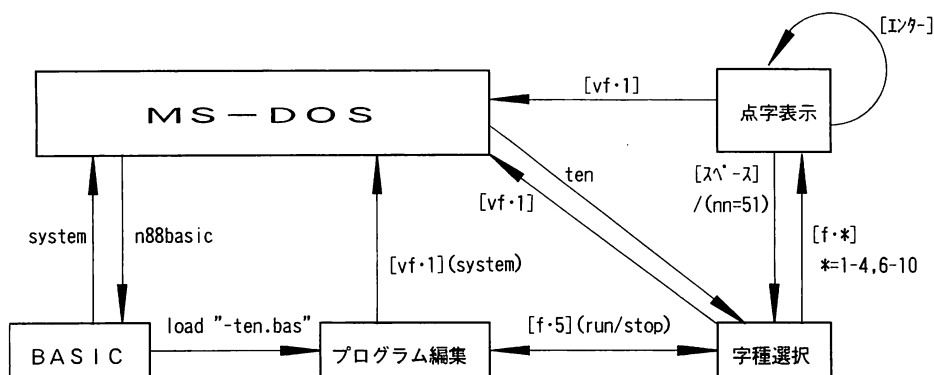 [エンター]
[vf・1]
MS-DOS
点字表示
ten
[スペース]
/(nn=51)
[vf・1]
[f・*]
*=1-4,6-10
system
n88basic
[vf・1](system)
load "-ten.bas"
[f・5](run/stop)
BASIC
プログラム編集
字種選択